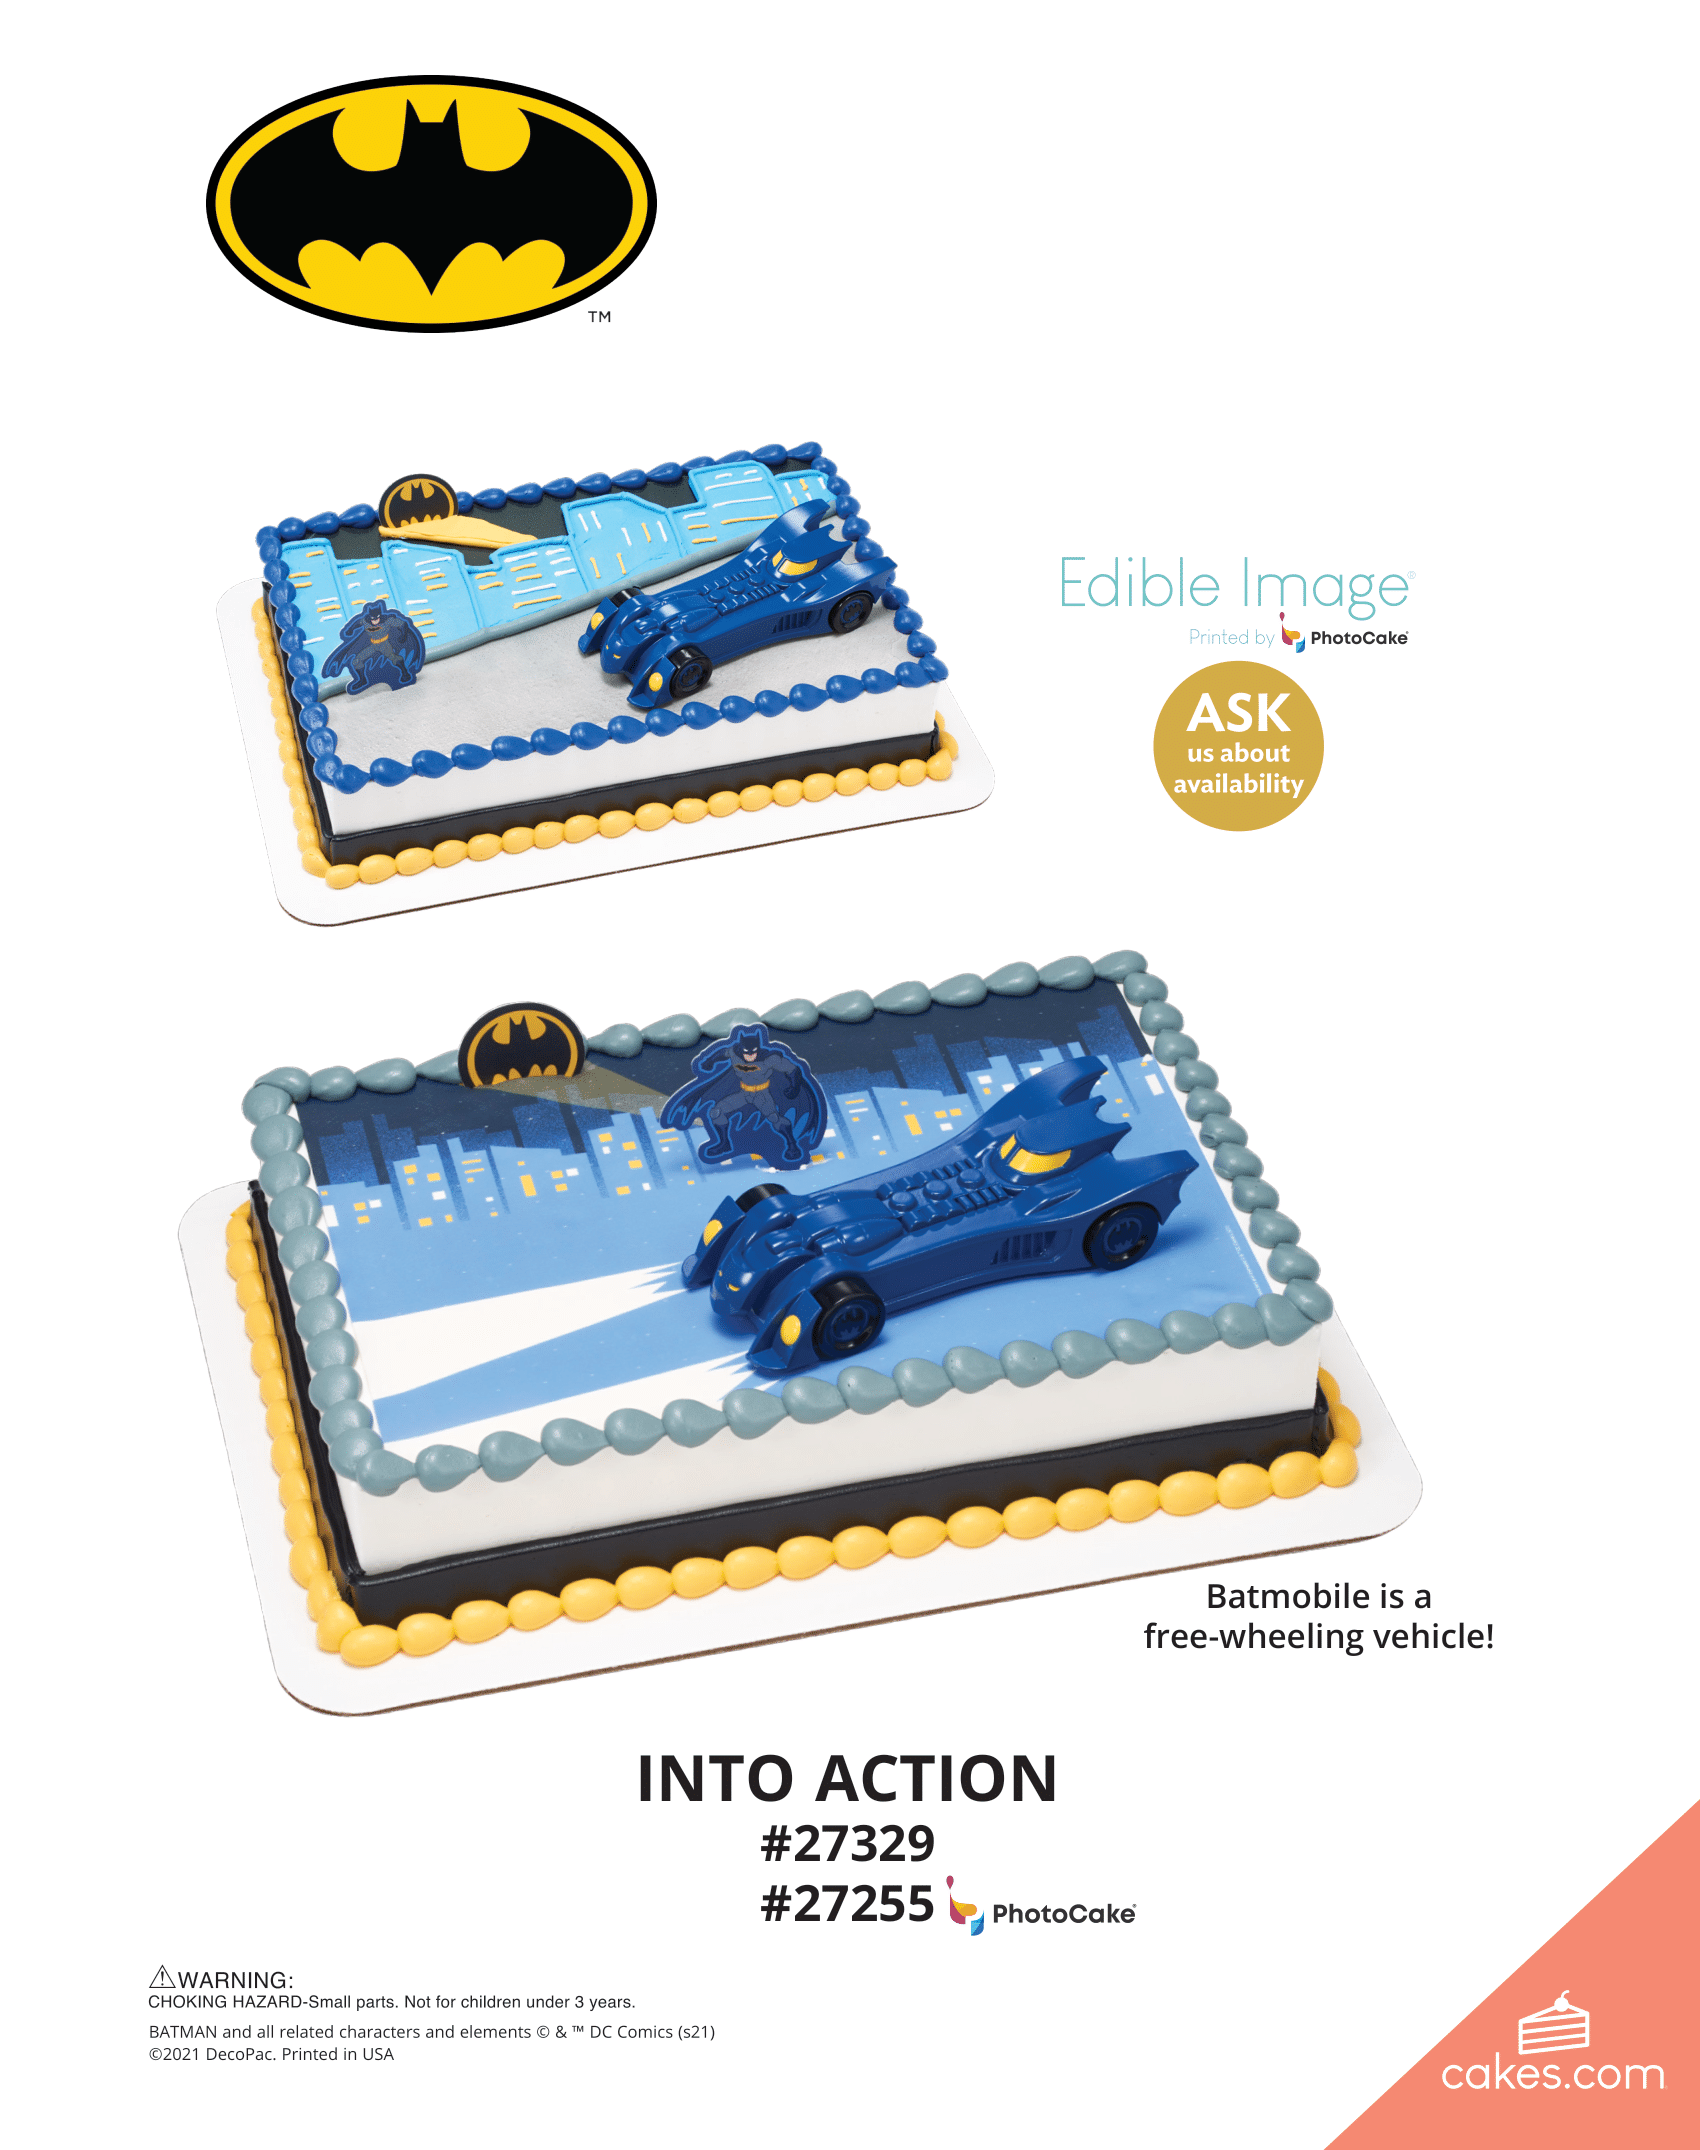 TM
Edible Image®
Printed by PhotoCake®
ASK
us about
availability
Batmobile is a
free-wheeling vehicle!
INTO ACTION
#27329
#27255 PhotoCake®
⚠WARNING:
CHOKING HAZARD-Small parts. Not for children under 3 years.
BATMAN and all related characters and elements © & ™ DC Comics (s21)
©2021 DecoPac. Printed in USA
cakes.com